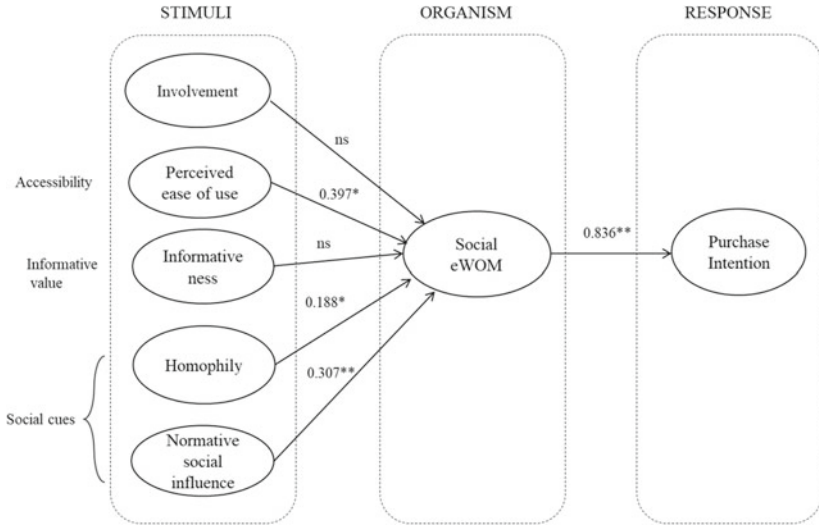 STIMULI
ORGANISM
RESPONSE
Involvement
ns
Accessibility
Perceived
ease of use
0.397*
Informative
value
Informative
ness
ns
Social
eWOM
0.836**
Purchase
Intention
0.188*
Homophily
0.307**
Social cues
Normative
social
influence